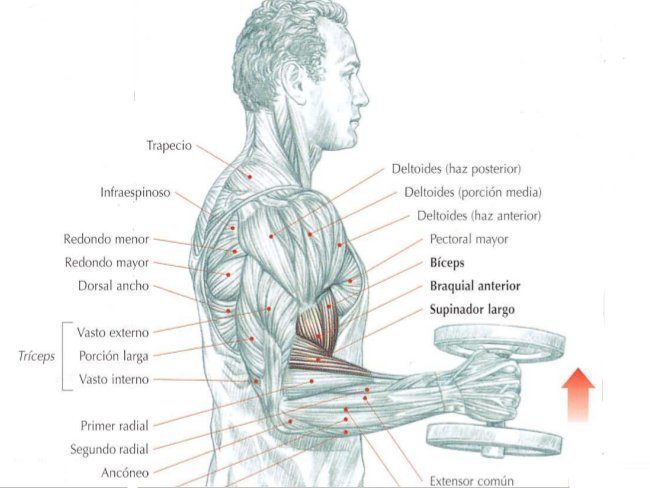 Trapecio
Infraespinoso
Redondo menor
Redondo mayor
Dorsal ancho
Tríceps
Vasto externo
Porción larga
Vasto interno
Primer radial
Segundo radial
Ancóneo
Deltoides (haz posterior)
Deltoides (porción media)
Deltoides (haz anterior)
Pectoral mayor
Bíceps
Braquial anterior
Supinador largo
Extensor común